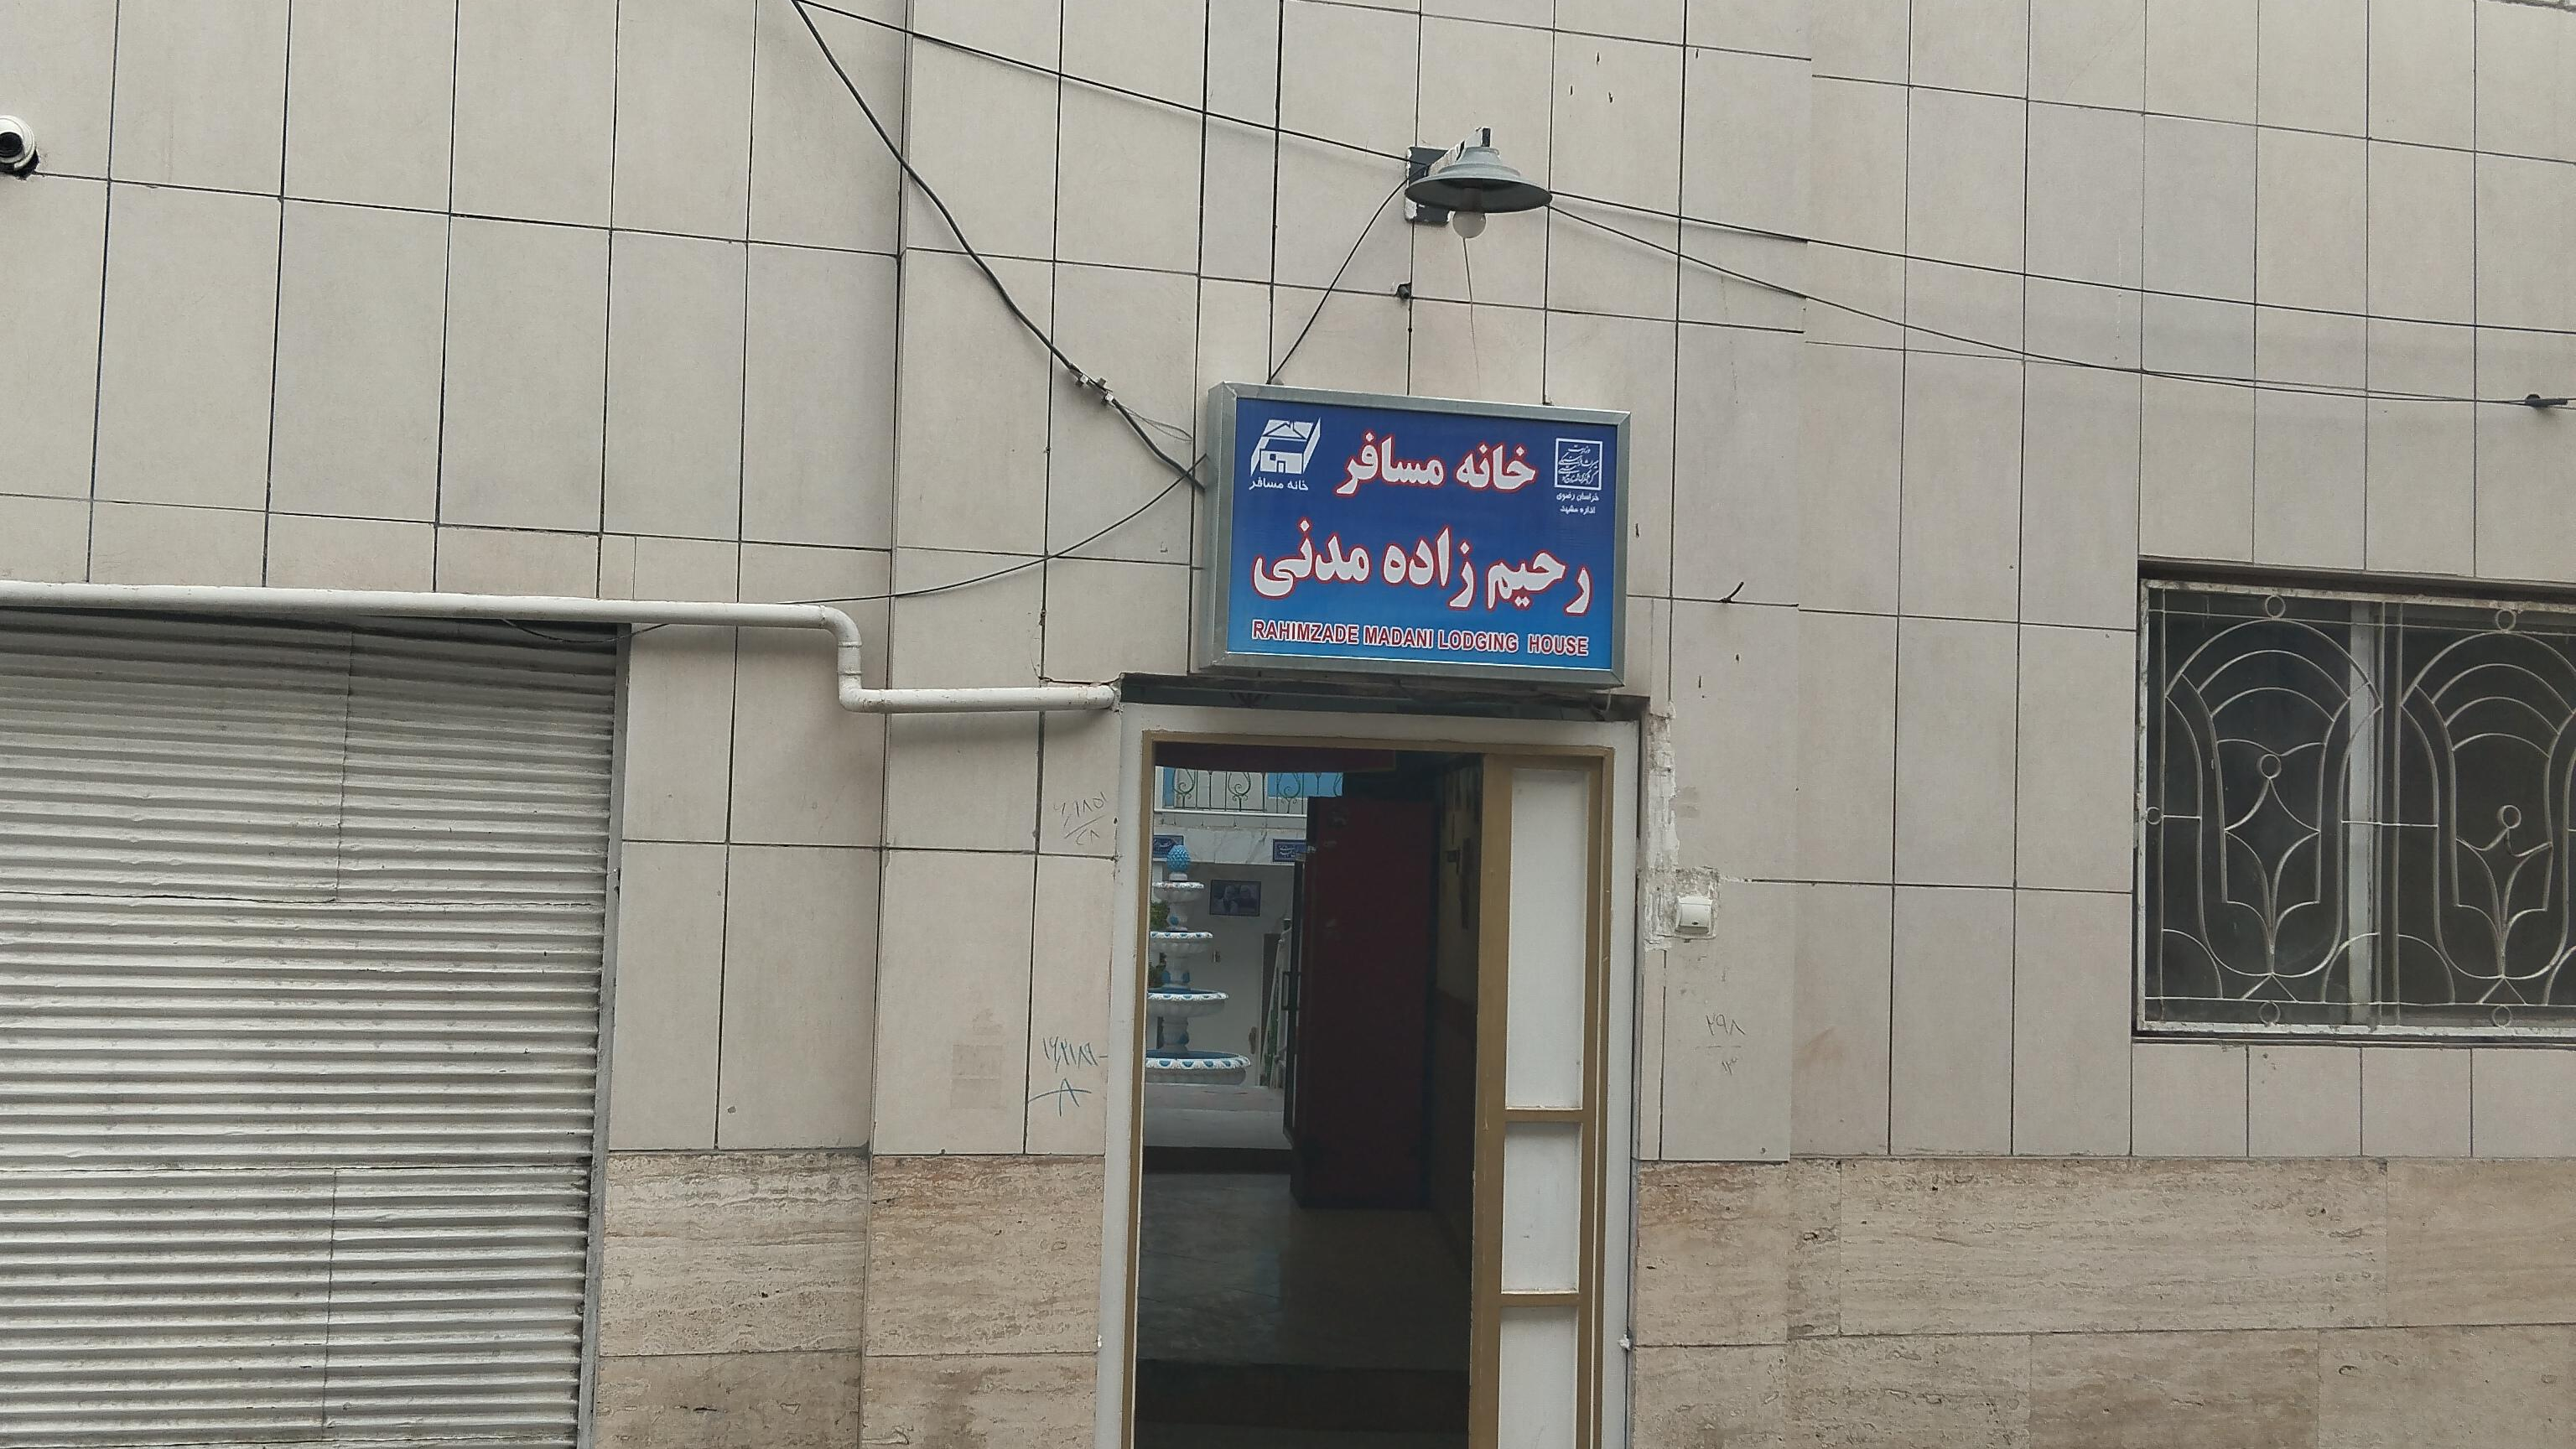 خانه مسافر
رحیم زاده مدنی
RAHIMZADE MADANI LODGING HOUSE
خانه مسافر
خراسان رضوی
اداره مشهد